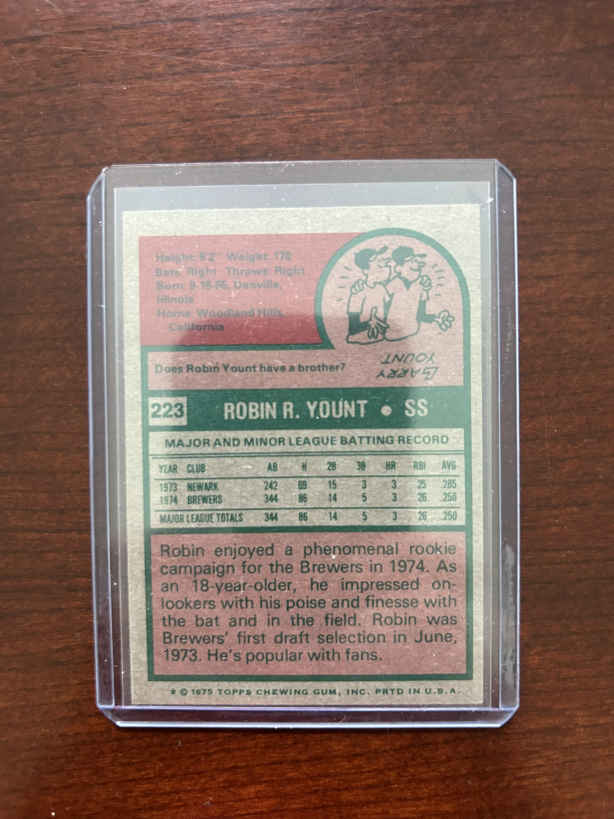 Height: 6'2" Weight: 170
Bats: Right Throws: Right
Born: 9-16-55, Danville,
Illinois
Home: Woodland Hills,
California
Does Robin Yount have a brother?
GARRY
YOUNT
223 ROBIN R. YOUNT • SS
MAJOR AND MINOR LEAGUE BATTING RECORD
YEAR CLUB AB H 2B 3B HR RBI AVG
1973 NEWARK 242 69 15 3 3 25 .285
1974 BREWERS 344 86 14 5 3 26 .250
MAJOR LEAGUE TOTALS 344 86 14 5 3 26 .250
Robin enjoyed a phenomenal rookie
campaign for the Brewers in 1974. As
an 18-year-older, he impressed on-
lookers with his poise and finesse with
the bat and in the field. Robin was
Brewers' first draft selection in June,
1973. He's popular with fans.
© 1975 TOPPS CHEWING GUM, INC. PRTD IN U.S.A.